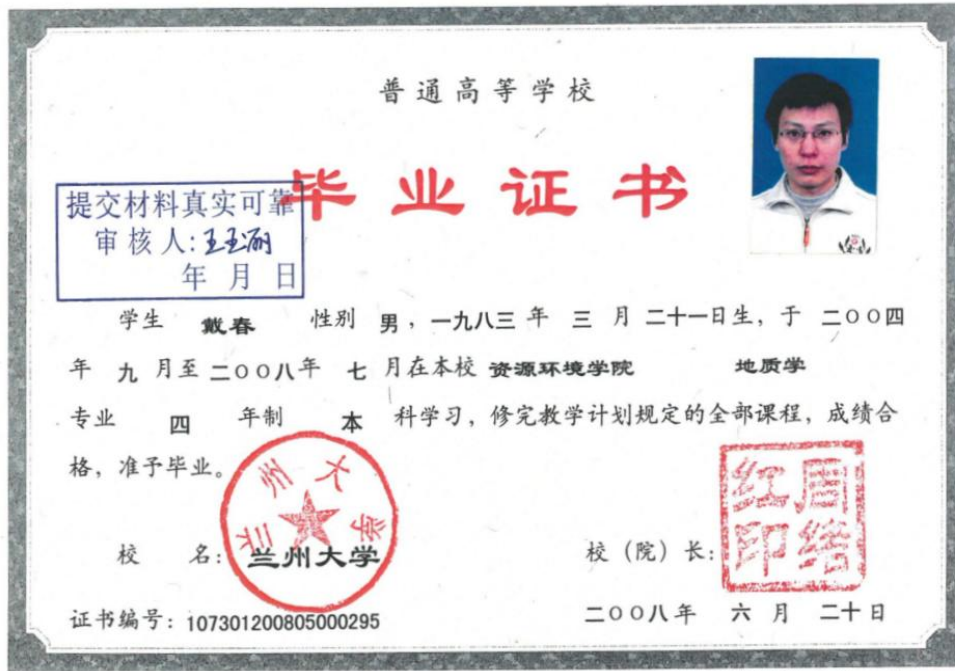 普通高等学校
毕业证书
提交材料真实可靠
审核人:王玉丽
年 月 日
学生 戴春 性别 男，一九八三 年 三 月 二十一日生，于 二〇〇四
年 九 月至 二〇〇八年 七 月在本校 资源环境学院 地质学
专业 四 年制 本 科学习，修完教学计划规定的全部课程，成绩合
格，准予毕业。
兰州大学
校 名：兰州大学
校（院）长：
周绪红印
证书编号：107301200805000295
二〇〇八年 六 月 二十日